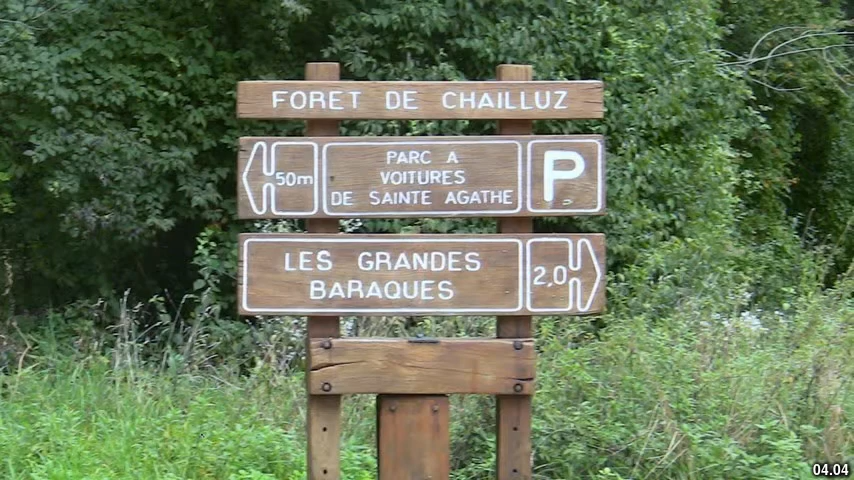 FORET DE CHAILLUZ
50m
PARC A
VOITURES
DE SAINTE AGATHE
P
LES GRANDES
BARAQUES
2,0
04.04